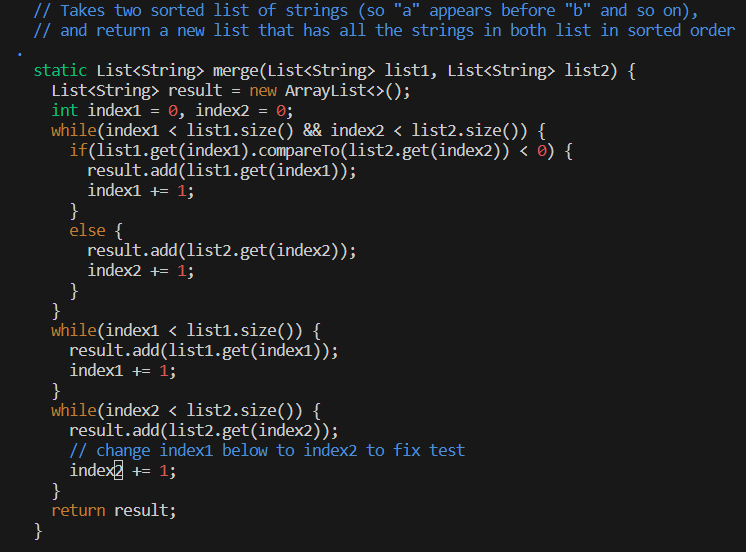 // Takes two sorted list of strings (so "a" appears before "b" and so on),
// and return a new list that has all the strings in both list in sorted order
.
static List<String> merge(List<String> list1, List<String> list2) {
List<String> result = new ArrayList<>();
int index1 = 0, index2 = 0;
while(index1 < list1.size() && index2 < list2.size()) {
if(list1.get(index1).compareTo(list2.get(index2)) < 0) {
result.add(list1.get(index1));
index1 += 1;
}
else {
result.add(list2.get(index2));
index2 += 1;
}
}
while(index1 < list1.size()) {
result.add(list1.get(index1));
index1 += 1;
}
while(index2 < list2.size()) {
result.add(list2.get(index2));
// change index1 below to index2 to fix test
index2 += 1;
}
return result;
}